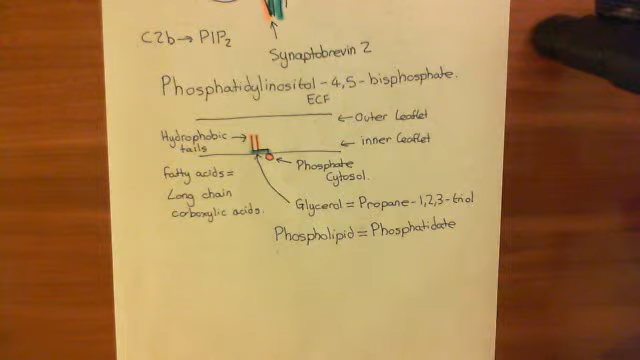 C2b → PIP2
Synaptobrevin 2
Phosphatidylinositol-4,5-bisphosphate.
ECF
← Outer Leaflet
Hydrophobic →
tails
← inner Leaflet
← Phosphate
Cytosol.
Fatty acids =
Long chain
carboxylic acids.
Glycerol = Propane-1,2,3-triol
Phospholipid = Phosphatidate